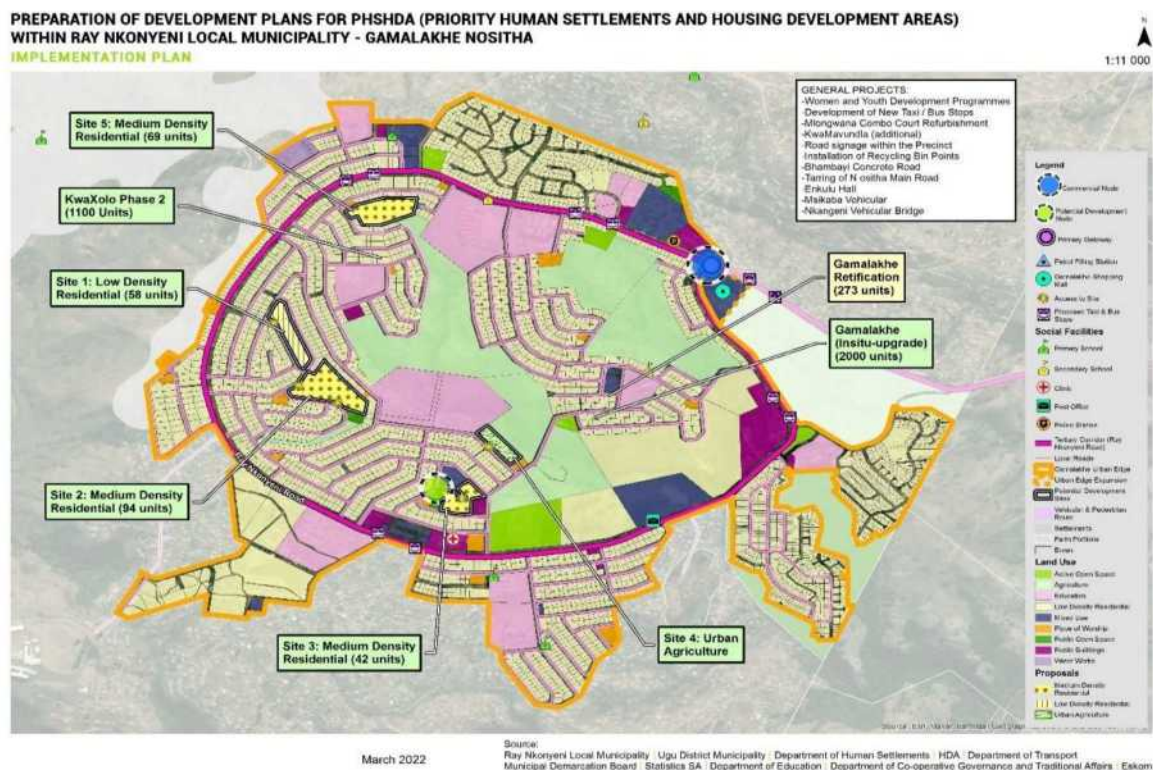 PREPARATION OF DEVELOPMENT PLANS FOR PHSHDA (PRIORITY HUMAN SETTLEMENTS AND HOUSING DEVELOPMENT AREAS)
WITHIN RAY NKONYENI LOCAL MUNICIPALITY - GAMALAKHE NOSITHA
IMPLEMENTATION PLAN
N
1:11 000
GENERAL PROJECTS:
-Women and Youth Development Programmes
-Development of New Taxi / Bus Stops
-Mlongwana Combo Court Refurbishment
-KwaMavundla (additional)
-Road signage within the Precinct
-Installation of Recycling Bin Points
-Bhambayi Concrete Road
-Tarring of N ositha Main Road
-Enkulu Hall
-Msikaba Vehicular
-Nkangeni Vehicular Bridge
Site 5: Medium Density
Residential (69 units)
KwaXolo Phase 2
(1100 Units)
Site 1: Low Density
Residential (58 units)
Site 2: Medium Density
Residential (94 units)
Site 3: Medium Density
Residential (42 units)
Site 4: Urban
Agriculture
Gamalakhe
Retification
(273 units)
Gamalakhe
(Insitu-upgrade)
(2000 units)
Nkonyeni Road
Legend
Commercial Node
Potential Development
Node
Primary Gateway
Petrol Filling Station
Gamalakhe Shopping
Mall
Access to Site
Proposed Taxi & Bus
Stops
Social Facilities
Primary School
Secondary School
Clinic
Post Office
Police Station
Tertiary Corridor (Ray
Nkonyeni Road)
Local Roads
Gamalakhe Urban Edge
Urban Edge Expansion
Potential Development
Sites
Vehicular & Pedestrian
Route
Settlements
Farm Portions
Erven
Land Use
Active Open Space
Agriculture
Education
Low Density Residential
Mixed Use
Place of Worship
Public Open Space
Public Buildings
Water Works
Proposals
Medium Density
Residential
Low Density Residential
Urban Agriculture
March 2022
Source:
Ray Nkonyeni Local Municipality | Ugu District Municipality | Department of Human Settlements | HDA | Department of Transport
Municipal Demarcation Board | Statistics SA | Department of Education | Department of Co-operative Governance and Traditional Affairs | Eskom